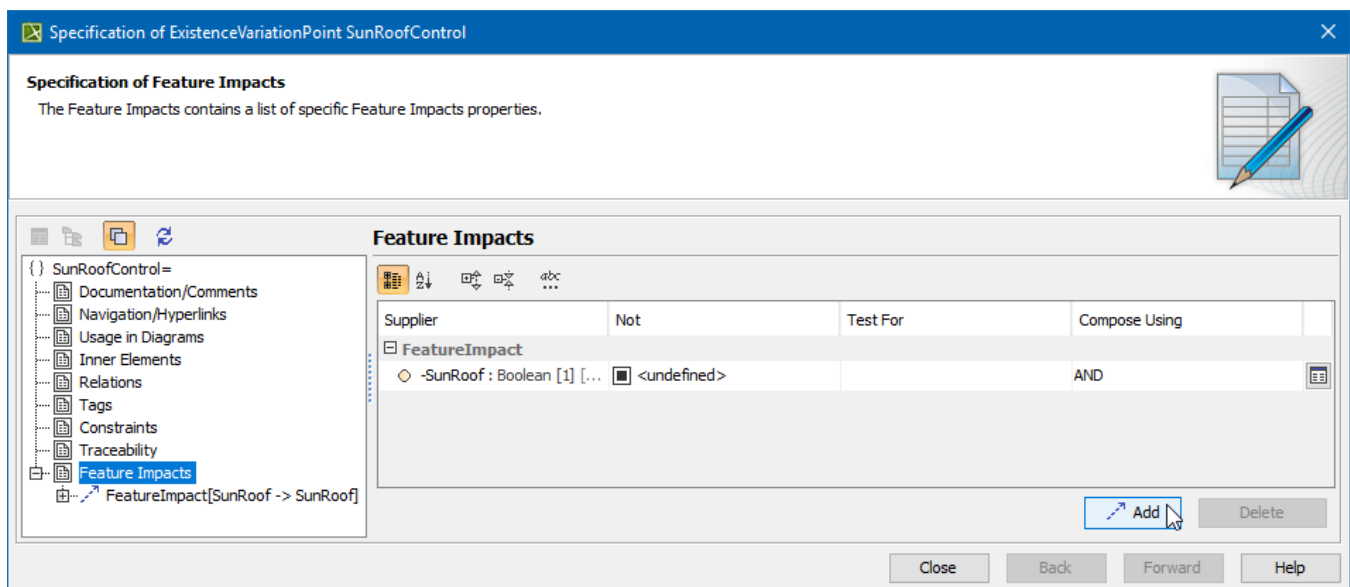 Specification of ExistenceVariationPoint SunRoofControl
Specification of Feature Impacts
The Feature Impacts contains a list of specific Feature Impacts properties.
Feature Impacts
{ } SunRoofControl=
Documentation/Comments
Navigation/Hyperlinks
Usage in Diagrams
Inner Elements
Relations
Tags
Constraints
Traceability
Feature Impacts
FeatureImpact[SunRoof -> SunRoof]
Supplier Not Test For Compose Using
FeatureImpact
-SunRoof : Boolean [1] [... <undefined> AND
Add Delete
Close Back Forward Help